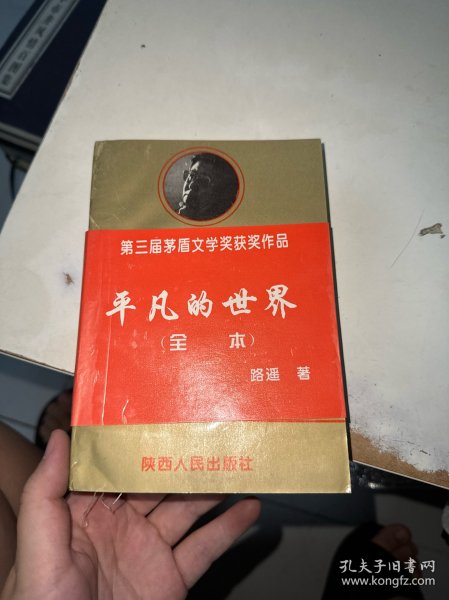 第三届茅盾文学奖获奖作品
平凡的世界
（全 本）
路遥 著
陕西人民出版社
孔夫子旧书网
www.kongfz.com